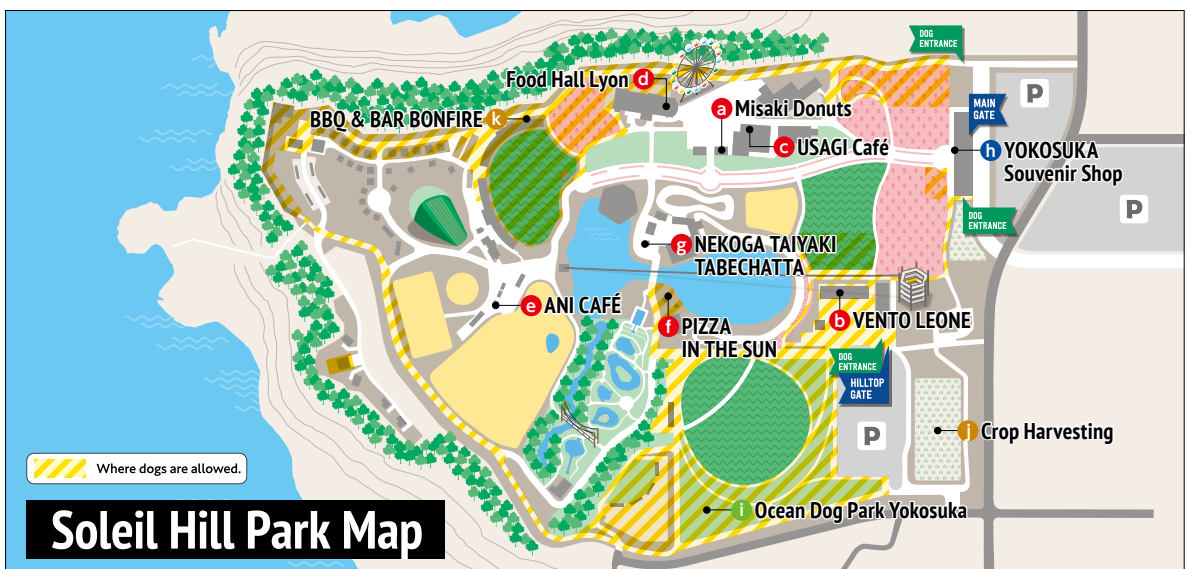 DOG
ENTRANCE
Food Hall Lyon d
a Misaki Donuts
P
MAIN
GATE
BBQ & BAR BONFIRE k
c USAGI Café
h YOKOSUKA
Souvenir Shop
P
DOG
ENTRANCE
g NEKOGA TAIYAKI
TABECHATTA
e ANI CAFÉ
f PIZZA
IN THE SUN
b VENTO LEONE
DOG
ENTRANCE
HILLTOP
GATE
P
j Crop Harvesting
Where dogs are allowed.
i Ocean Dog Park Yokosuka
Soleil Hill Park Map